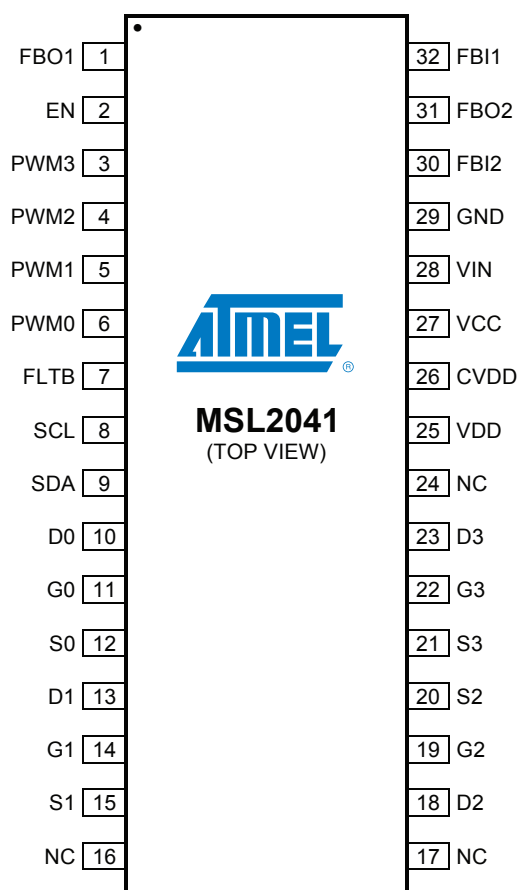 FBO1 1 32 FBI1
EN 2 31 FBO2
PWM3 3 30 FBI2
PWM2 4 29 GND
PWM1 5 28 VIN
PWM0 6 27 VCC
FLTB 7 26 CVDD
SCL 8 25 VDD
SDA 9 24 NC
D0 10 23 D3
G0 11 22 G3
S0 12 21 S3
D1 13 20 S2
G1 14 19 G2
S1 15 18 D2
NC 16 17 NC
ATMEL ®
MSL2041
(TOP VIEW)